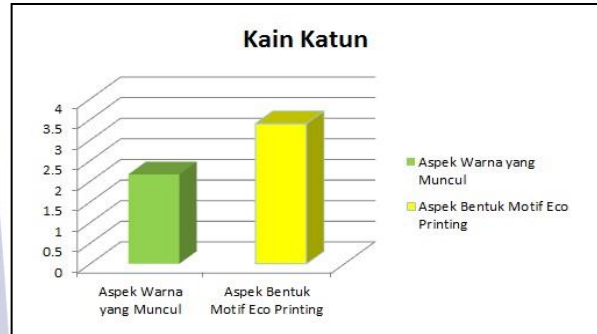 Kain Katun
4
3.5
3
2.5
2
1.5
1
0.5
0
Aspek Warna
yang Muncul
Aspek Bentuk
Motif Eco Printing
Aspek Warna yang
Muncul
Aspek Bentuk Motif Eco
Printing